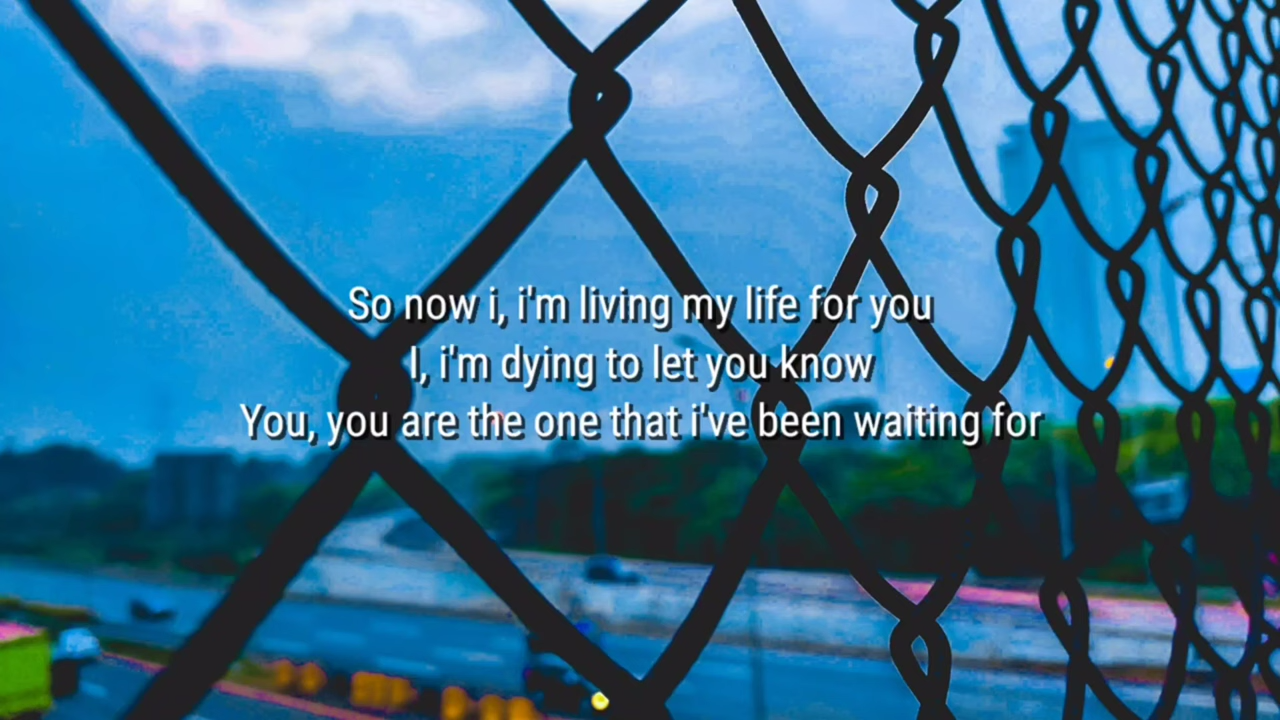 So now i, i'm living my life for you
I, i'm dying to let you know
You, you are the one that i've been waiting for